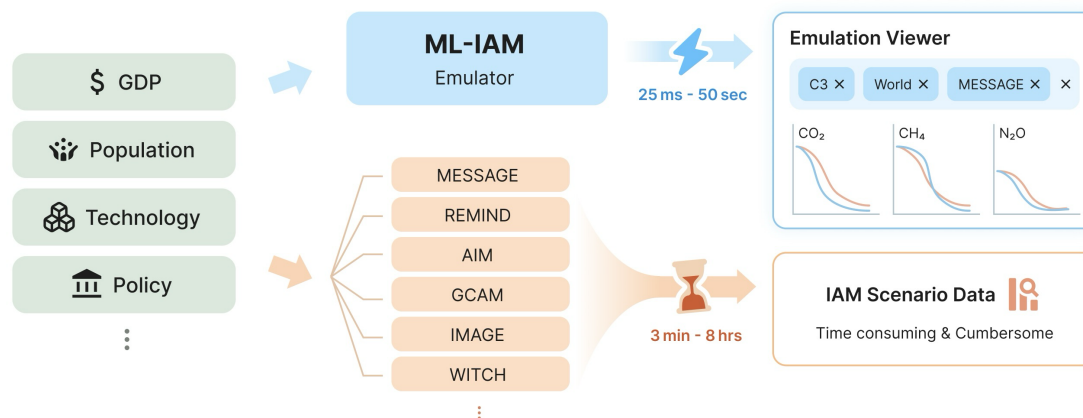 $ GDP
Population
Technology
Policy
ML-IAM
Emulator
25 ms - 50 sec
MESSAGE
REMIND
AIM
GCAM
IMAGE
WITCH
3 min - 8 hrs
Emulation Viewer
C3 × World × MESSAGE × ×
CO₂ CH₄ N₂O
IAM Scenario Data
Time consuming & Cumbersome